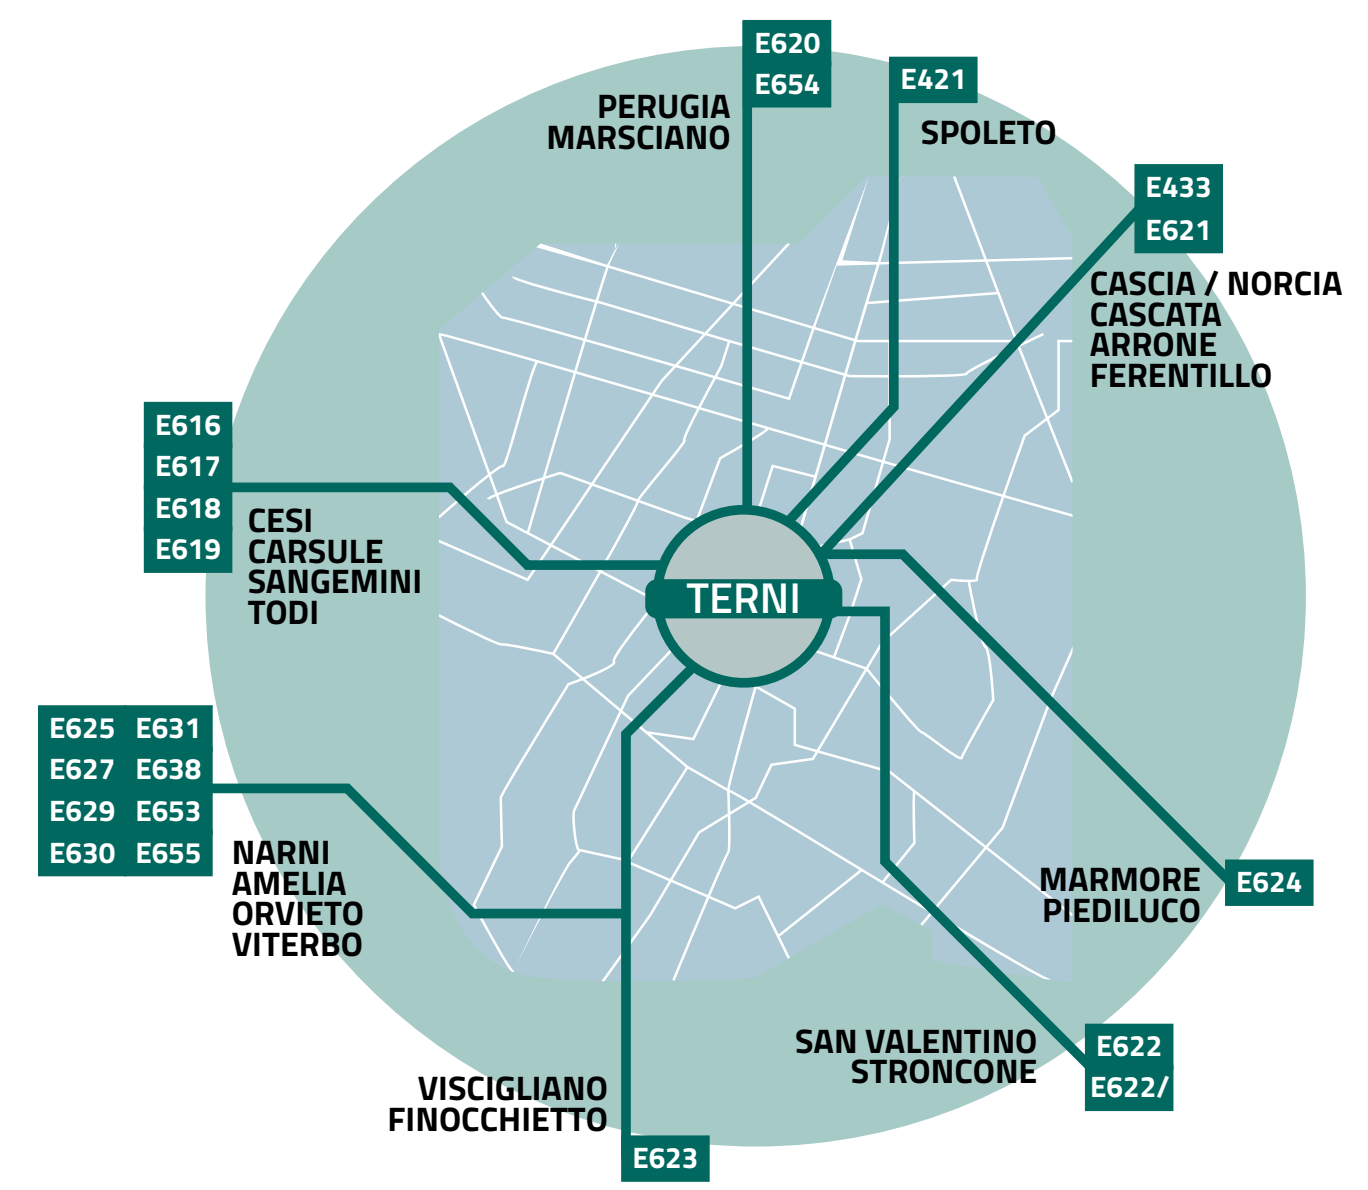 E620
E654
PERUGIA
MARSCIANO
E421
SPOLETO
E433
E621
CASCIA / NORCIA
CASCATA
ARRONE
FERENTILLO
E616
E617
E618
E619
CESI
CARSULE
SANGEMINI
TODI
TERNI
E625 E631
E627 E638
E629 E653
E630 E655
NARNI
AMELIA
ORVIETO
VITERBO
MARMORE
PIEDILUCO
E624
SAN VALENTINO
STRONCONE
E622
E622/
VISCIGLIANO
FINOCCHIETTO
E623